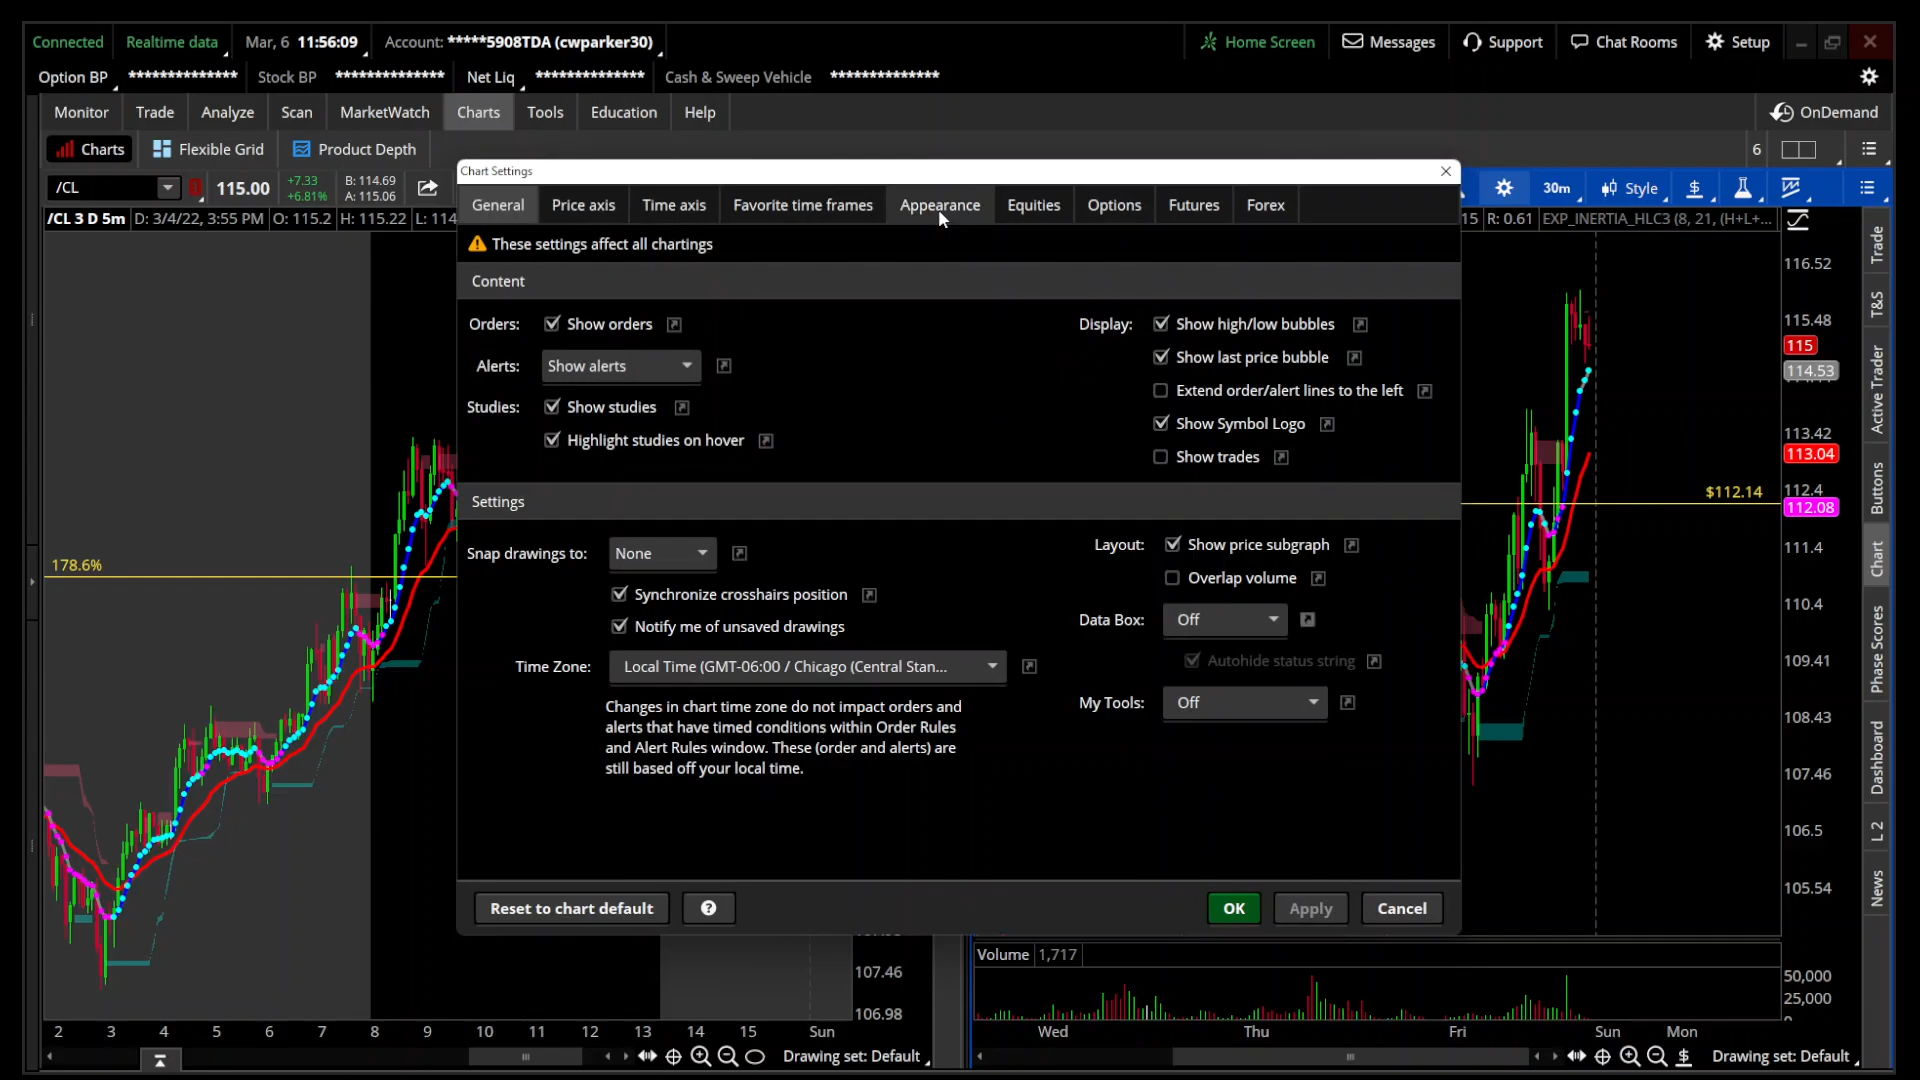 Connected Realtime data Mar, 6 11:56:09 Account: *****5908TDA (cwparker30) Home Screen Messages Support Chat Rooms Setup
Option BP ************** Stock BP ************** Net Liq ************** Cash & Sweep Vehicle **************
Monitor Trade Analyze Scan MarketWatch Charts Tools Education Help OnDemand
Charts Flexible Grid Product Depth 6
/CL 115.00 +7.33 B: 114.69
+6.81% A: 115.06
30m Style
/CL 3 D 5m D: 3/4/22, 3:55 PM O: 115.2 H: 115.22 L: 114
15 R: 0.61 EXP_INERTIA_HLC3 (8, 21, (H+L+...
Chart Settings
General Price axis Time axis Favorite time frames Appearance Equities Options Futures Forex
These settings affect all chartings
Content
Orders: Show orders
Alerts: Show alerts
Studies: Show studies
Highlight studies on hover
Display: Show high/low bubbles
Show last price bubble
Extend order/alert lines to the left
Show Symbol Logo
Show trades
Settings
Snap drawings to: None
Synchronize crosshairs position
Notify me of unsaved drawings
Time Zone: Local Time (GMT-06:00 / Chicago (Central Stan...
Changes in chart time zone do not impact orders and
alerts that have timed conditions within Order Rules
and Alert Rules window. These (order and alerts) are
still based off your local time.
Layout: Show price subgraph
Overlap volume
Data Box: Off
Autohide status string
My Tools: Off
Reset to chart default ? OK Apply Cancel
178.6%
$112.14
116.52
115.48
115
114.53
113.42
113.04
112.4
112.08
111.4
110.4
109.41
108.43
107.46
106.5
105.54
Trade
T&S
Active Trader
Buttons
Chart
Phase Scores
Dashboard
L 2
News
107.46
106.98
Volume 1,717
50,000
25,000
2 3 4 5 6 7 8 9 10 11 12 13 14 15 Sun
Wed Thu Fri Sun Mon
Drawing set: Default
Drawing set: Default